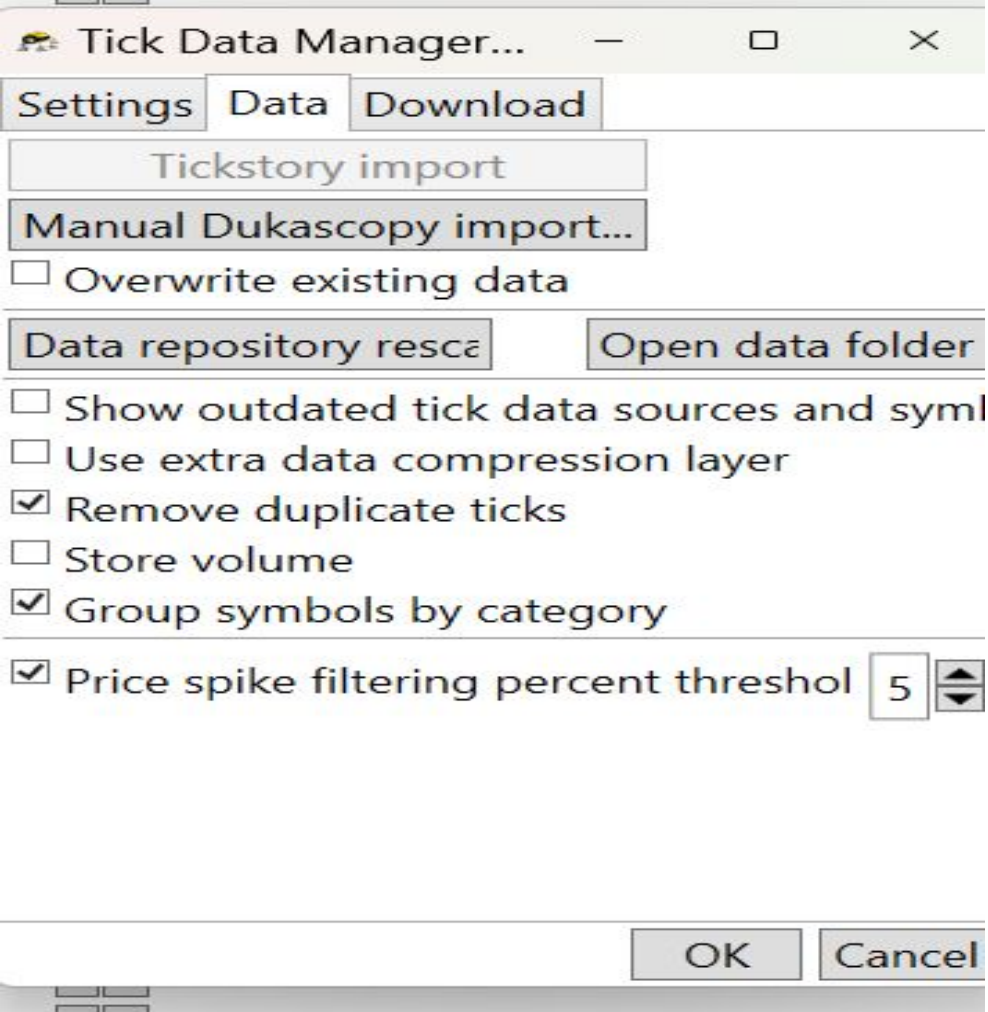 Tick Data Manager...
Settings Data Download
Tickstory import
Manual Dukascopy import...
Overwrite existing data
Data repository resca Open data folder
Show outdated tick data sources and sym
Use extra data compression layer
Remove duplicate ticks
Store volume
Group symbols by category
Price spike filtering percent threshol 5
OK Cancel